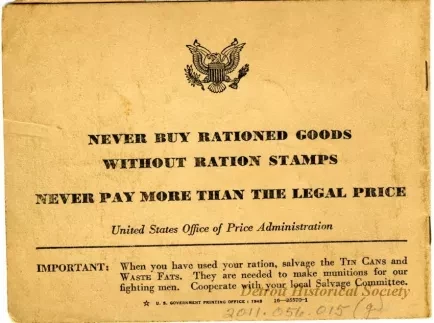 NEVER BUY RATIONED GOODS
WITHOUT RATION STAMPS
NEVER PAY MORE THAN THE LEGAL PRICE
United States Office of Price Administration
IMPORTANT: When you have used your ration, salvage the TIN CANS and
WASTE FATS. They are needed to make munitions for our
fighting men. Cooperate with your local Salvage Committee.
☆ U. S. GOVERNMENT PRINTING OFFICE : 1943 16-35570-1
Detroit Historical Society
2011.056.015 (g)